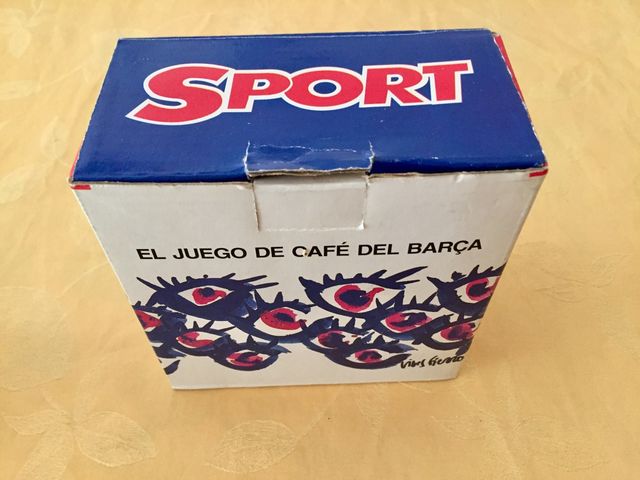 SPORT
EL JUEGO DE CAFÉ DEL BARÇA